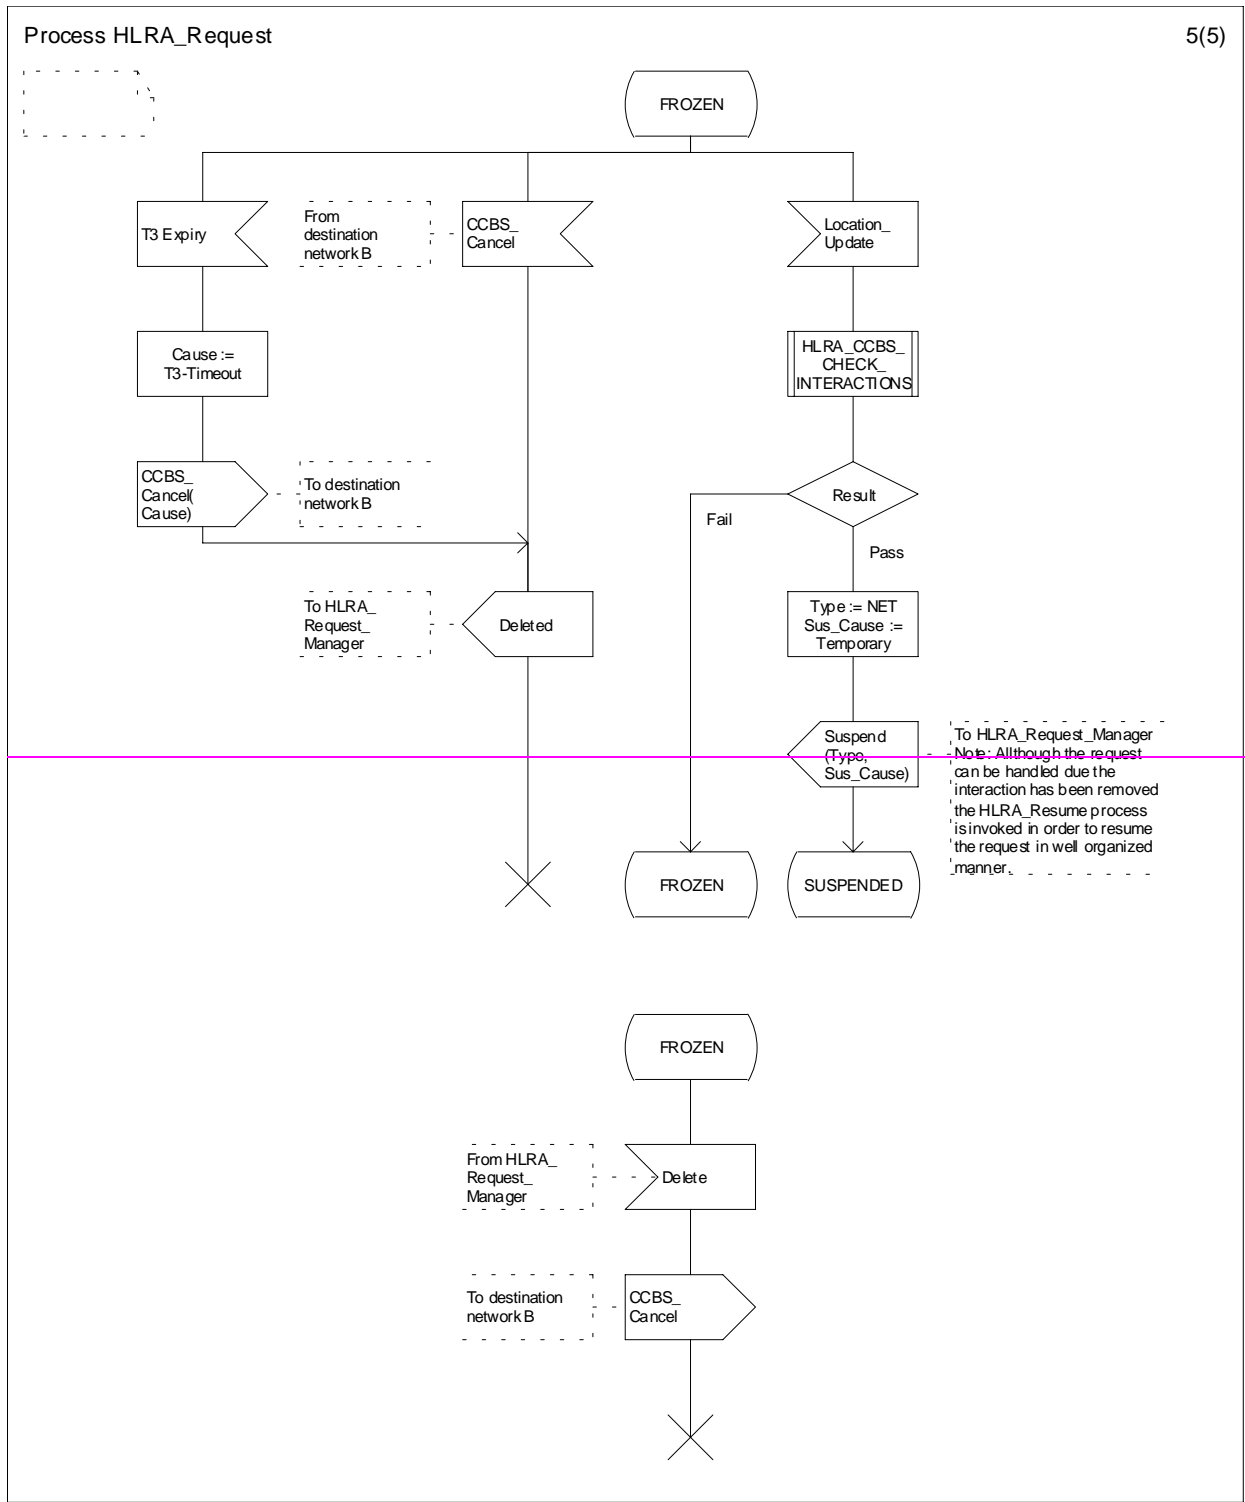 Process HLRA_Request
5(5)
FROZEN
T3 Expiry
From
destination
network B
CCBS_
Cancel
Location_
Update
Cause :=
T3-Timeout
HLRA_CCBS_
CHECK_
INTERACTIONS
CCBS_
Cancel(
Cause)
To destination
network B
Result
Fail
Pass
To HLRA_
Request_
Manager
Deleted
Type := NET
Sus_Cause :=
Temporary
Suspend
(Type,
Sus_Cause)
To HLRA_Request_Manager
Note: Allthough the request
can be handled due the
interaction has been removed
the HLRA_Resume process
is invoked in order to resume
the request in well organized
manner.
FROZEN
SUSPENDED
FROZEN
From HLRA_
Request_
Manager
Delete
To destination
network B
CCBS_
Cancel